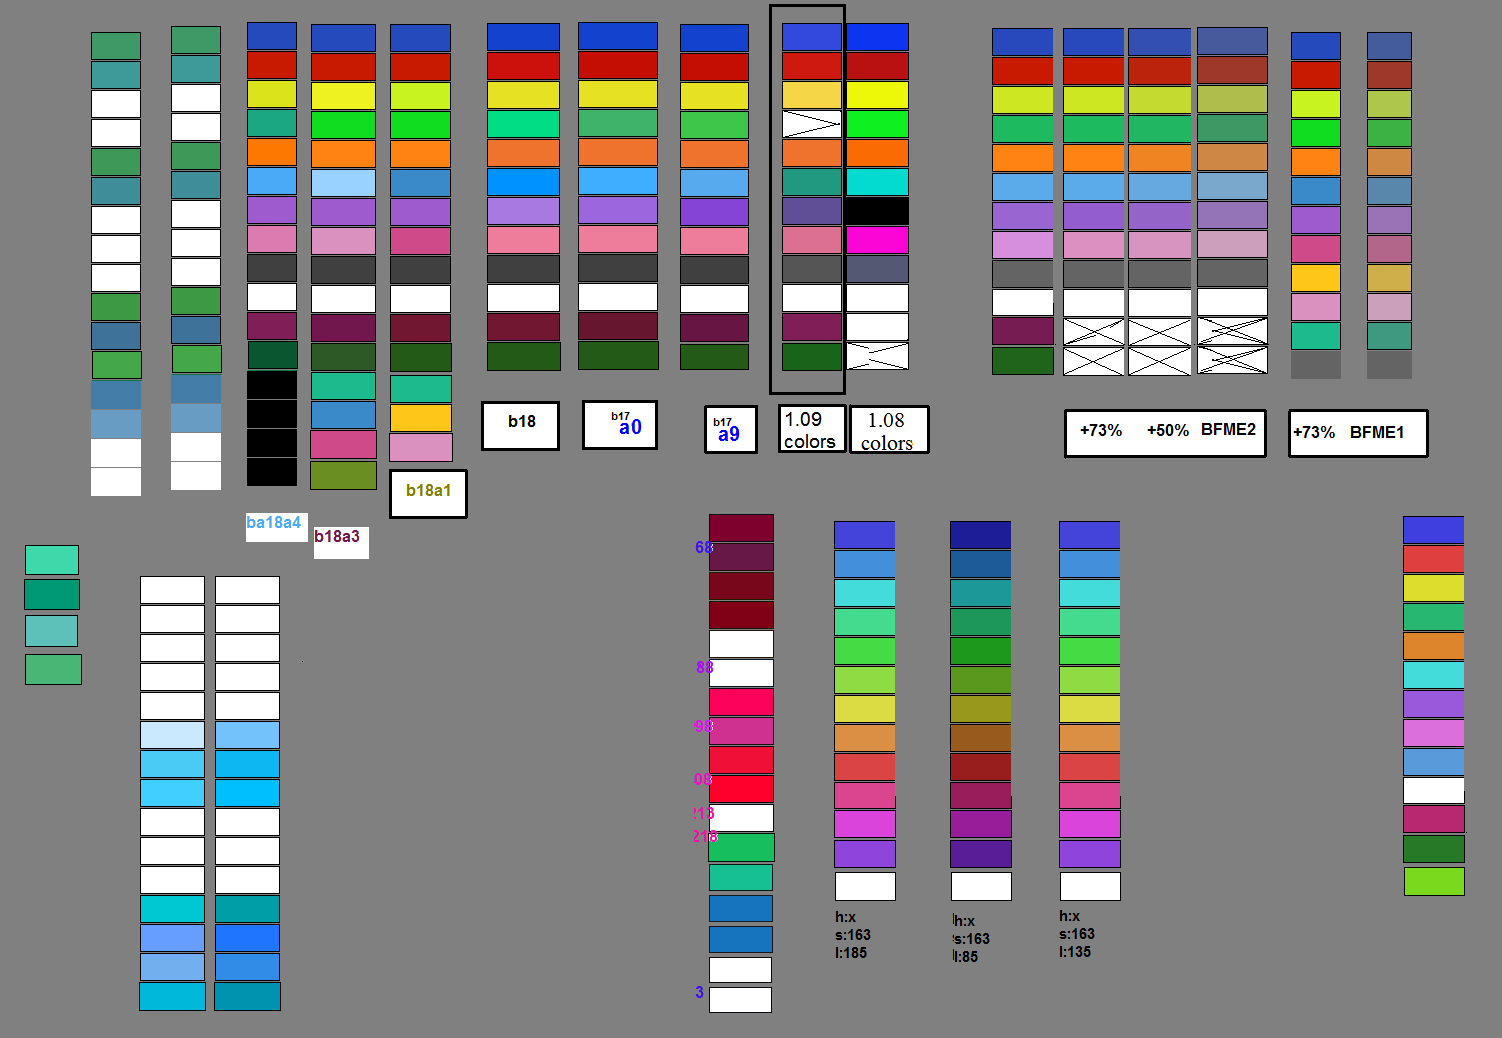 b18
b17
a0
b17
a9
1.09
colors
1.08
colors
+73% +50% BFME2
+73% BFME1
b18a1
ba18a4
b18a3
68
88
98
08
218
218
3
h:x
s:163
l:185
h:x
s:163
l:85
h:x
s:163
l:135